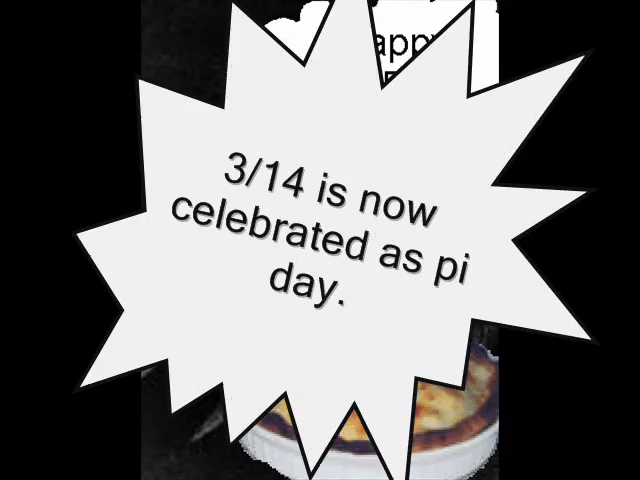 3/14 is now
celebrated as pi
day.